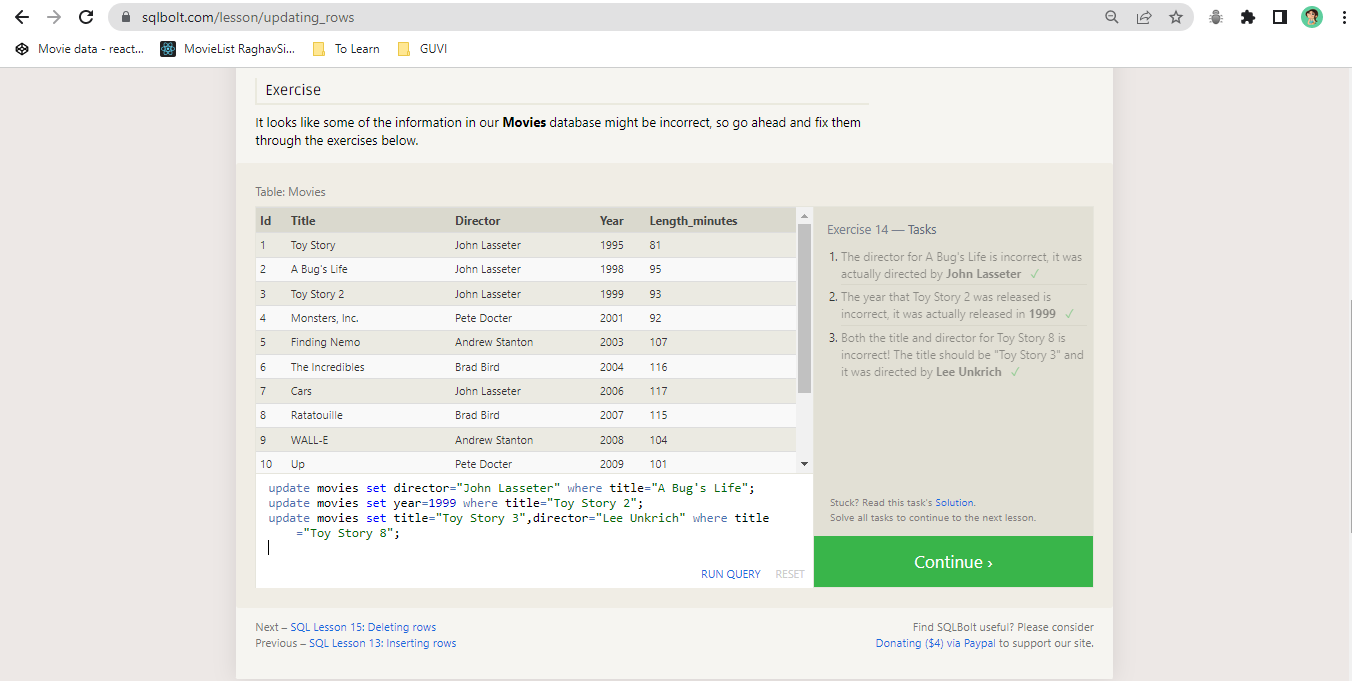 sqlbolt.com/lesson/updating_rows
Movie data - react...
MovieList RaghavSi...
To Learn
GUVI
Exercise
It looks like some of the information in our Movies database might be incorrect, so go ahead and fix them
through the exercises below.
Table: Movies
Id Title Director Year Length_minutes
1 Toy Story John Lasseter 1995 81
2 A Bug's Life John Lasseter 1998 95
3 Toy Story 2 John Lasseter 1999 93
4 Monsters, Inc. Pete Docter 2001 92
5 Finding Nemo Andrew Stanton 2003 107
6 The Incredibles Brad Bird 2004 116
7 Cars John Lasseter 2006 117
8 Ratatouille Brad Bird 2007 115
9 WALL-E Andrew Stanton 2008 104
10 Up Pete Docter 2009 101
update movies set director="John Lasseter" where title="A Bug's Life";
update movies set year=1999 where title="Toy Story 2";
update movies set title="Toy Story 3",director="Lee Unkrich" where title
="Toy Story 8";
RUN QUERY RESET
Exercise 14 — Tasks
1. The director for A Bug's Life is incorrect, it was
actually directed by John Lasseter ✓
2. The year that Toy Story 2 was released is
incorrect, it was actually released in 1999 ✓
3. Both the title and director for Toy Story 8 is
incorrect! The title should be "Toy Story 3" and
it was directed by Lee Unkrich ✓
Stuck? Read this task's Solution.
Solve all tasks to continue to the next lesson.
Continue ›
Next – SQL Lesson 15: Deleting rows
Previous – SQL Lesson 13: Inserting rows
Find SQLBolt useful? Please consider
Donating ($4) via Paypal to support our site.